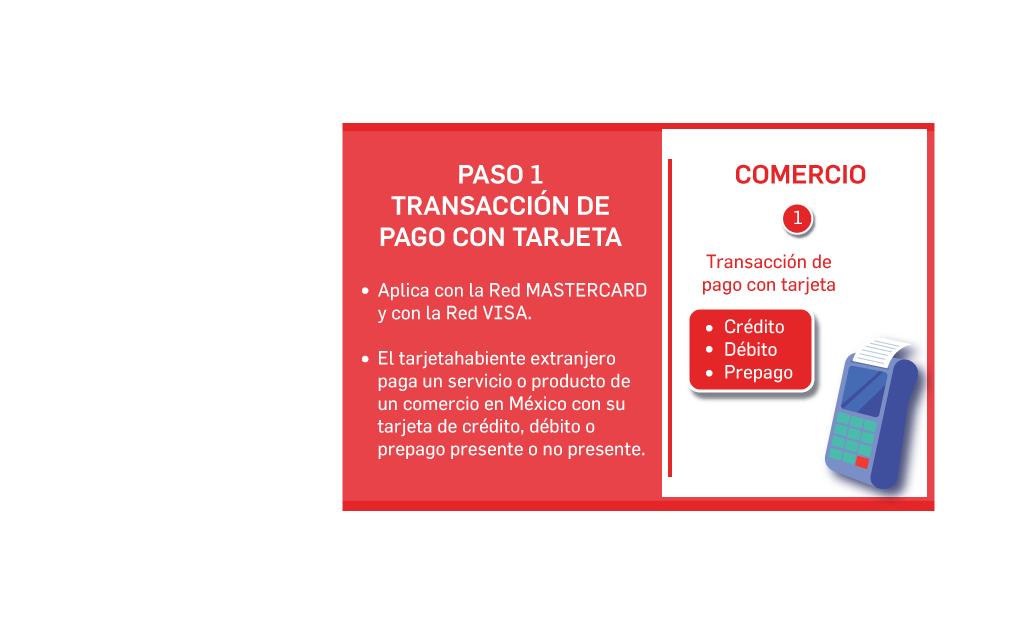 PASO 1
TRANSACCIÓN DE
PAGO CON TARJETA
• Aplica con la Red MASTERCARD
y con la Red VISA.
• El tarjetahabiente extranjero
paga un servicio o producto de
un comercio en México con su
tarjeta de crédito, débito o
prepago presente o no presente.
COMERCIO
1
Transacción de
pago con tarjeta
• Crédito
• Débito
• Prepago